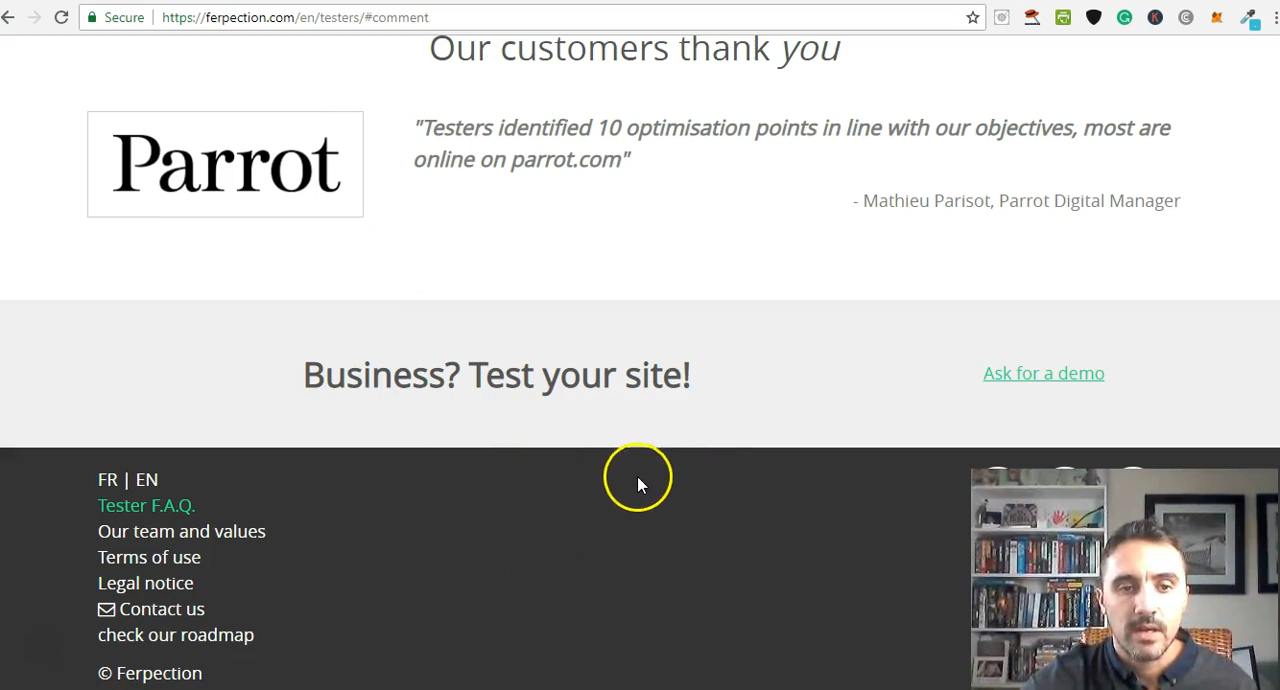 Secure
https://ferpection.com/en/testers/#comment
Our customers thank you
Parrot
"Testers identified 10 optimisation points in line with our objectives, most are
online on parrot.com"
- Mathieu Parisot, Parrot Digital Manager
Business? Test your site!
Ask for a demo
FR | EN
Tester F.A.Q.
Our team and values
Terms of use
Legal notice
Contact us
check our roadmap
© Ferpection